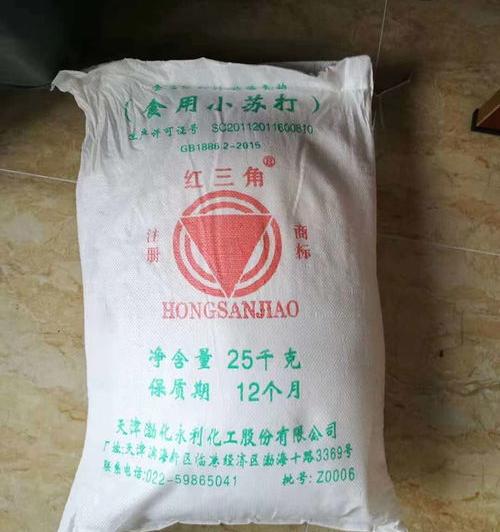 （食用小苏打）
生产许可证号 SC20112011600810
GB1886.2-2015
红三角®
注册 商标
HONGSANJIAO
净含量 25千克
保质期 12个月
天津渤化永利化工股份有限公司
厂址:天津滨海新区临港经济区渤海十路3369号
联系电话:022-59865041 批号:Z0006